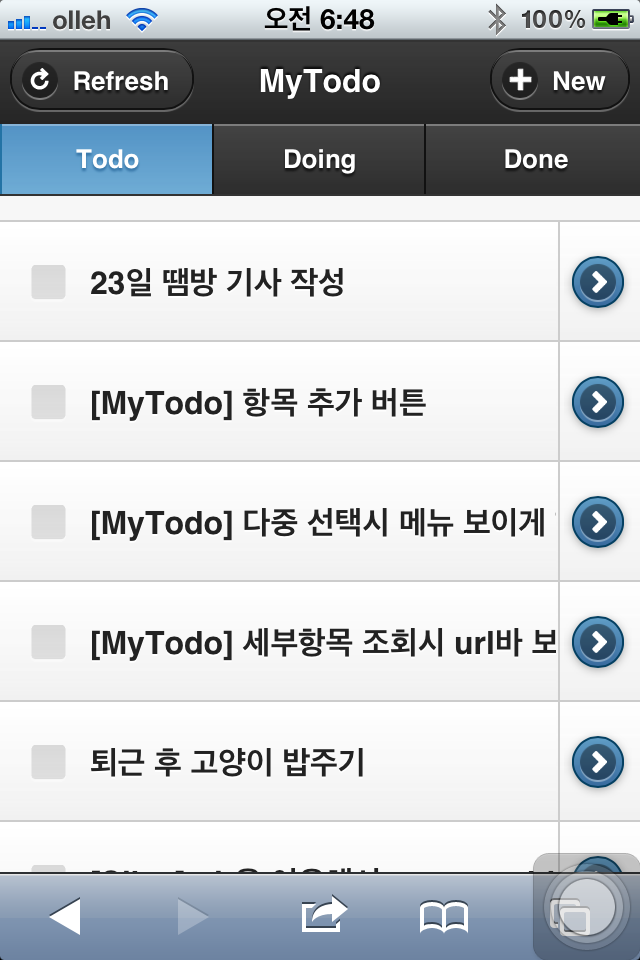 olleh 오전 6:48 100%
Refresh MyTodo New
Todo Doing Done
23일 땜방 기사 작성
[MyTodo] 항목 추가 버튼
[MyTodo] 다중 선택시 메뉴 보이게
[MyTodo] 세부항목 조회시 url바 보
퇴근 후 고양이 밥주기